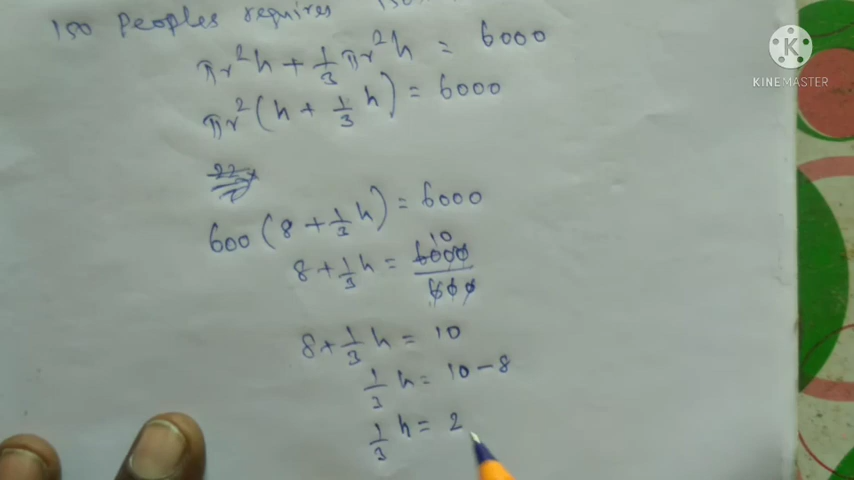 150 Peoples requires
πr²h + 1/3 πr²h = 6000
πr² (h + 1/3 h) = 6000
600 (8 + 1/3 h) = 6000
10
8 + 1/3 h = 6000/600
8 + 1/3 h = 10
1/3 h = 10 - 8
1/3 h = 2
K
KINEMASTER